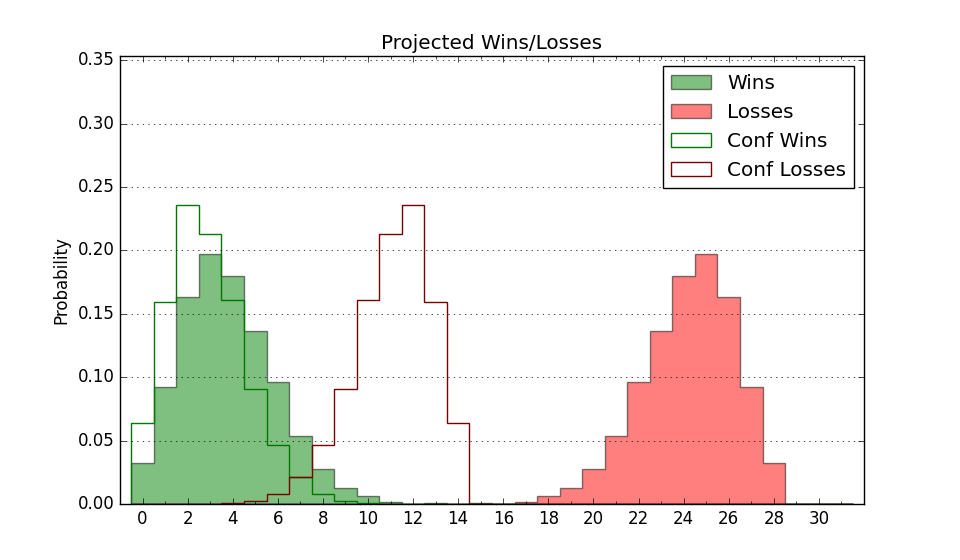 Projected Wins/Losses
0.35
0.30
0.25
0.20
0.15
0.10
0.05
0.00
Probability
Wins
Losses
Conf Wins
Conf Losses
0 2 4 6 8 10 12 14 16 18 20 22 24 26 28 30